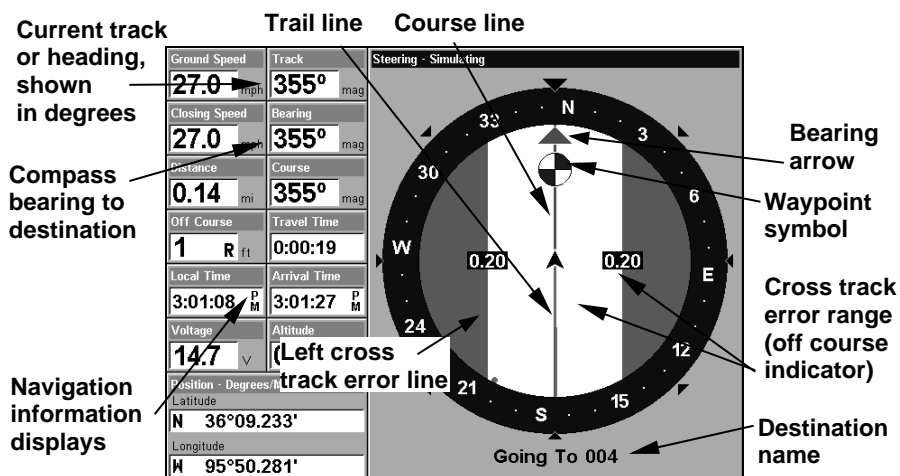 Current track
or heading,
shown
in degrees
Trail line
Course line
Compass
bearing to
destination
Navigation
information
displays
Ground Speed
27.0 mph
Track
355° mag
Closing Speed
27.0 mph
Bearing
355° mag
Distance
0.14 mi
Course
355° mag
Off Course
1 R ft
Travel Time
0:00:19
Local Time
3:01:08 PM
Arrival Time
3:01:27 PM
Voltage
14.7 V
Altitude
Position - Degrees/M
Latitude
N 36°09.233'
Longitude
W 95°50.281'
Left cross
track error line
Steering - Simulating
N
3
6
E
12
15
S
21
24
W
30
33
0.20
0.20
Going To 004
Bearing
arrow
Waypoint
symbol
Cross track
error range
(off course
indicator)
Destination
name